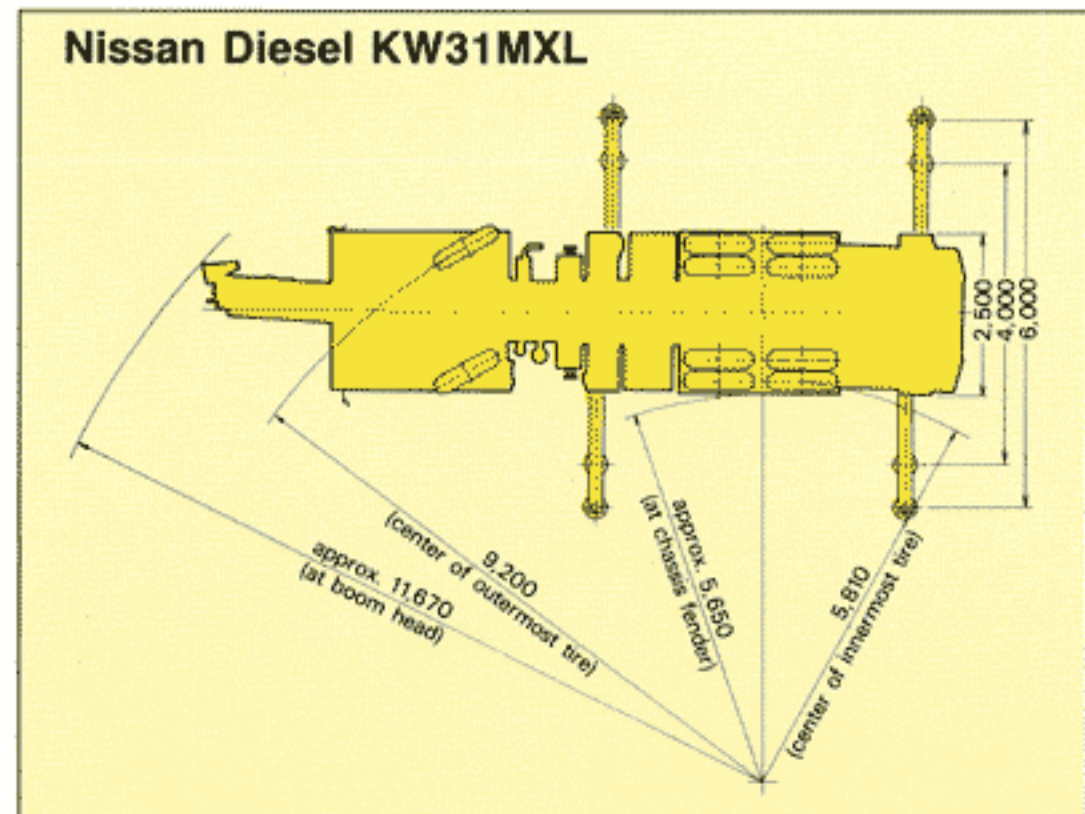 Nissan Diesel KW31MXL
2,500
4,000
6,000
approx. 11,670
(at boom head)
9,200
(center of outermost tire)
approx. 5,650
(at chassis fender)
5,810
(center of innermost tire)